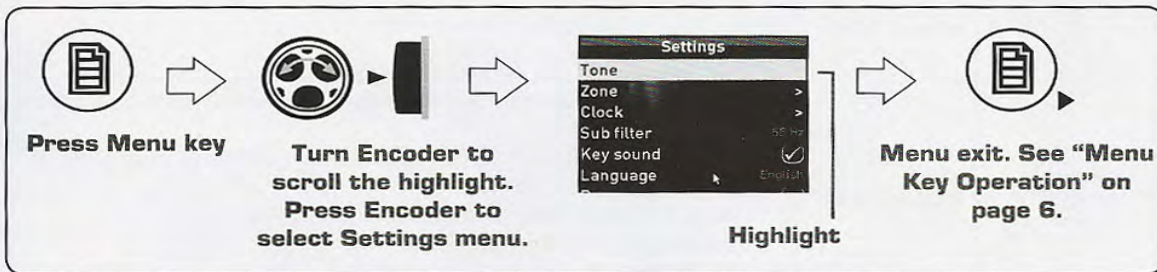 Press Menu key
Turn Encoder to
scroll the highlight.
Press Encoder to
select Settings menu.
Settings
Tone
Zone >
Clock >
Sub filter 55 Hz
Key sound
Language English
Highlight
Menu exit. See “Menu
Key Operation” on
page 6.